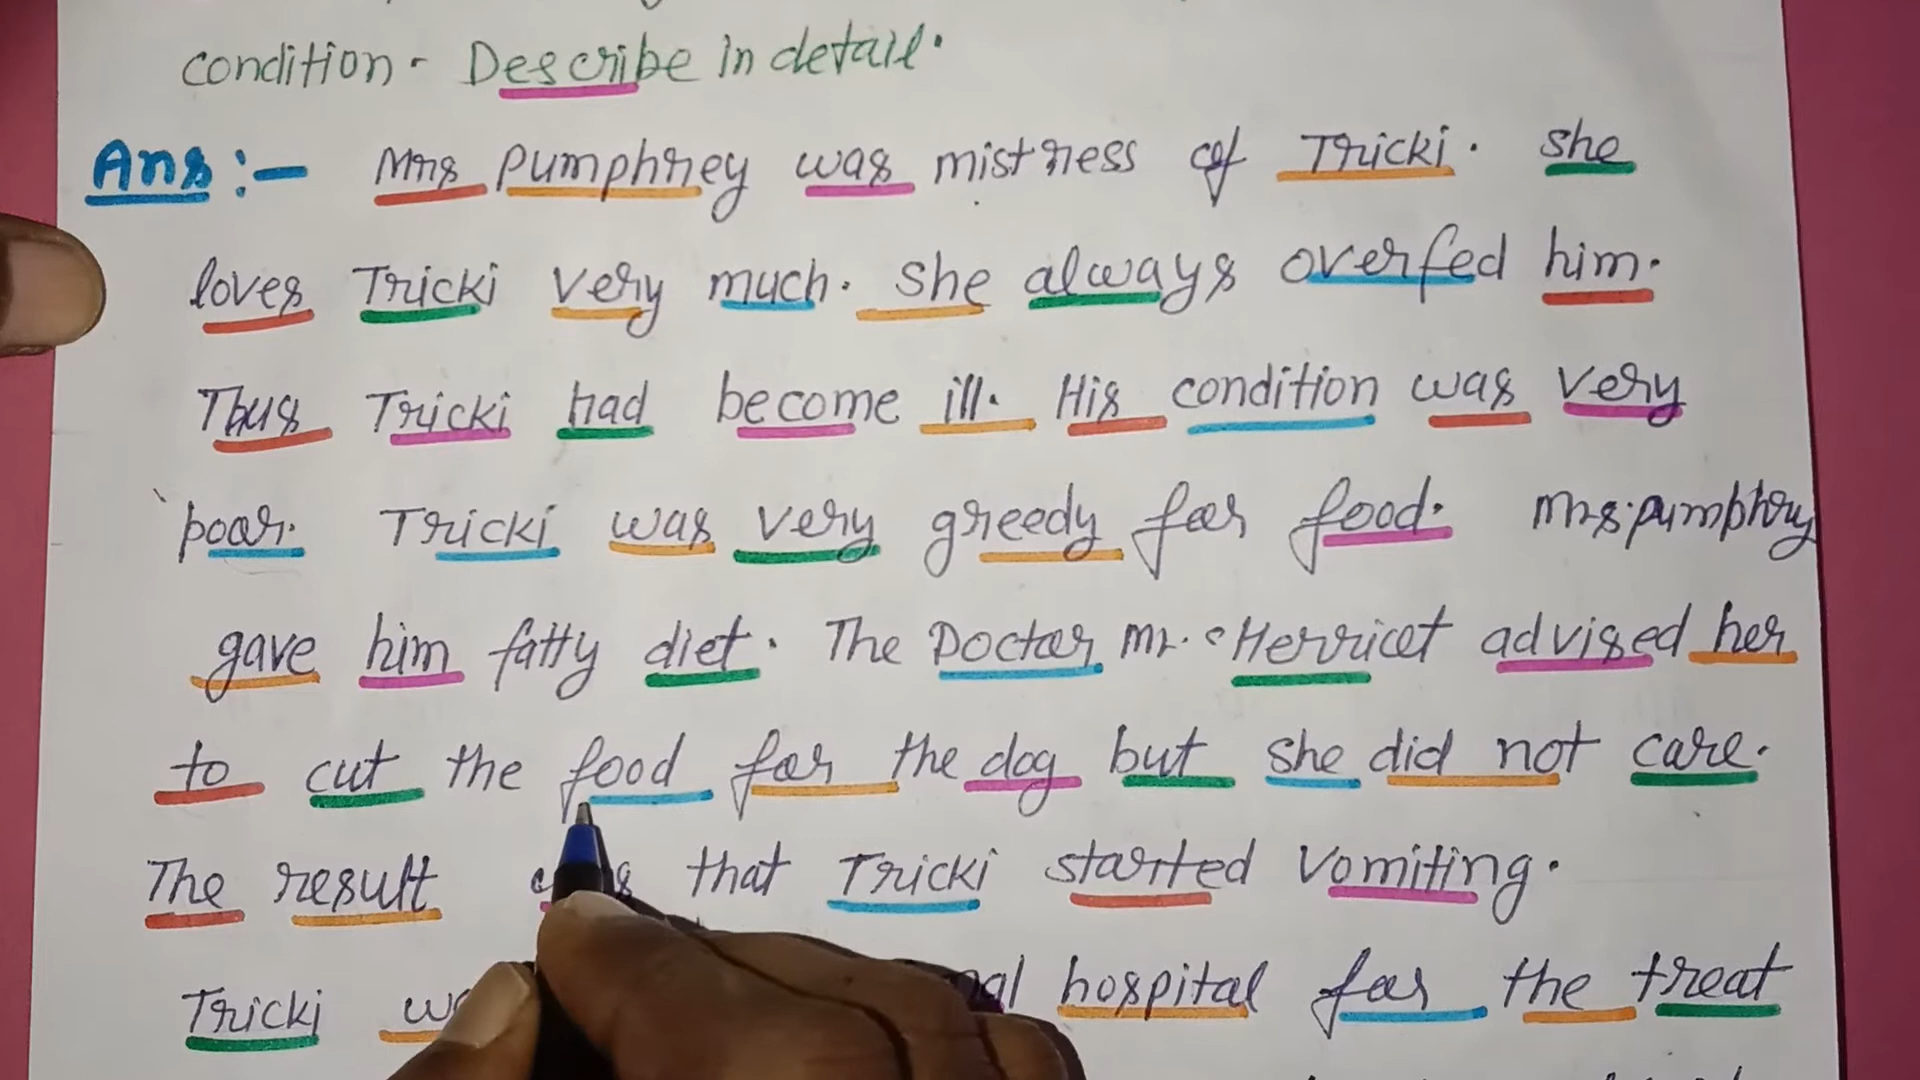 condition - Describe in detail.
Ans:- Mrs Pumphrey was mistress of Tricki. She
loves Tricki very much. She always overfed him.
Thus Tricki had become ill. His condition was very
poor. Tricki was very greedy for food. Mrs. pumphry
gave him fatty diet. The Doctor Mr. Herricot advised her
to cut the food for the dog but she did not care.
The result that Tricki started vomiting.
Tricki hospital for the treat